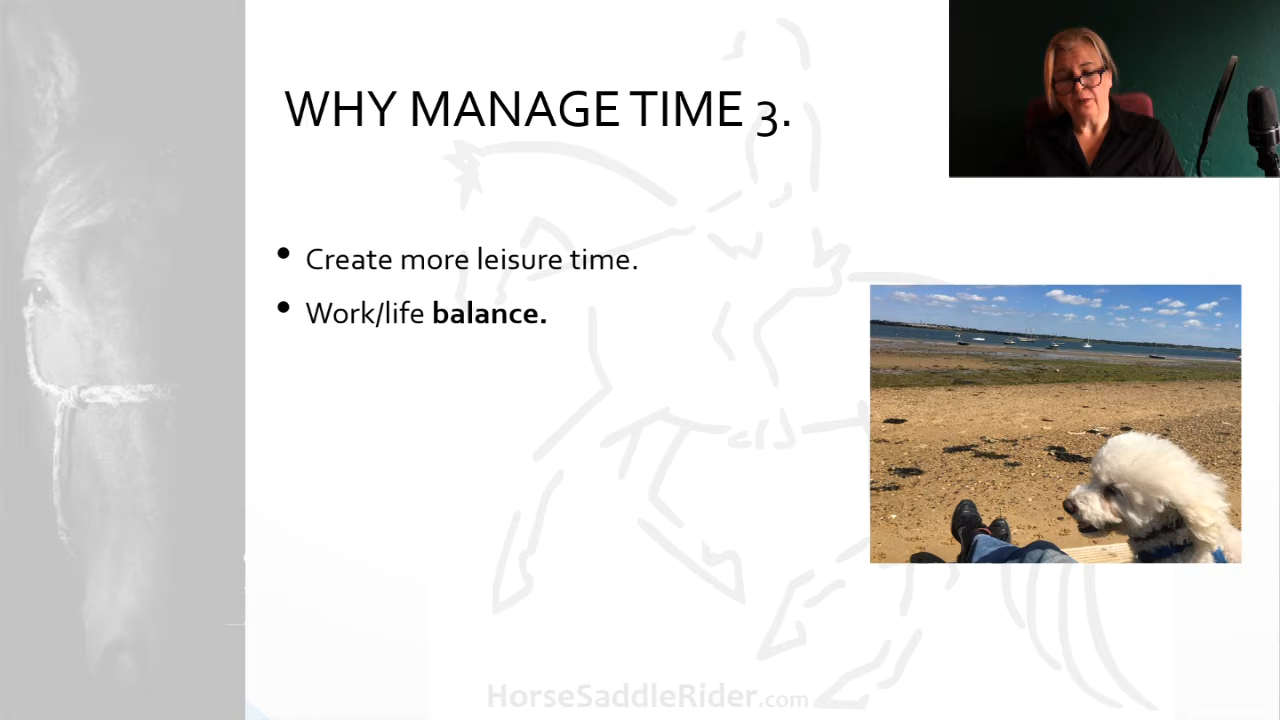 WHY MANAGE TIME 3.
• Create more leisure time.
• Work/life balance.
HorseSaddleRider.com